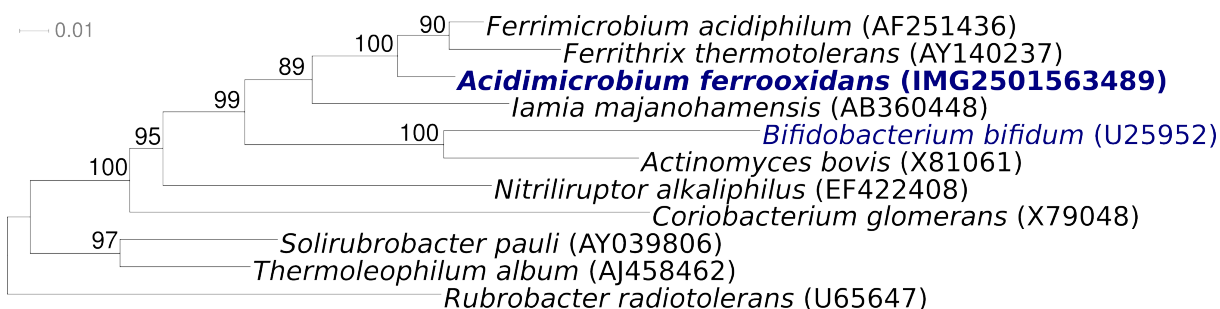 0.01
90
Ferrimicrobium acidiphilum (AF251436)
100
Ferrithrix thermotolerans (AY140237)
89
Acidimicrobium ferrooxidans (IMG2501563489)
99
Iamia majanohamensis (AB360448)
95
100
Bifidobacterium bifidum (U25952)
100
Actinomyces bovis (X81061)
Nitriliruptor alkaliphilus (EF422408)
Coriobacterium glomerans (X79048)
97
Solirubrobacter pauli (AY039806)
Thermoleophilum album (AJ458462)
Rubrobacter radiotolerans (U65647)